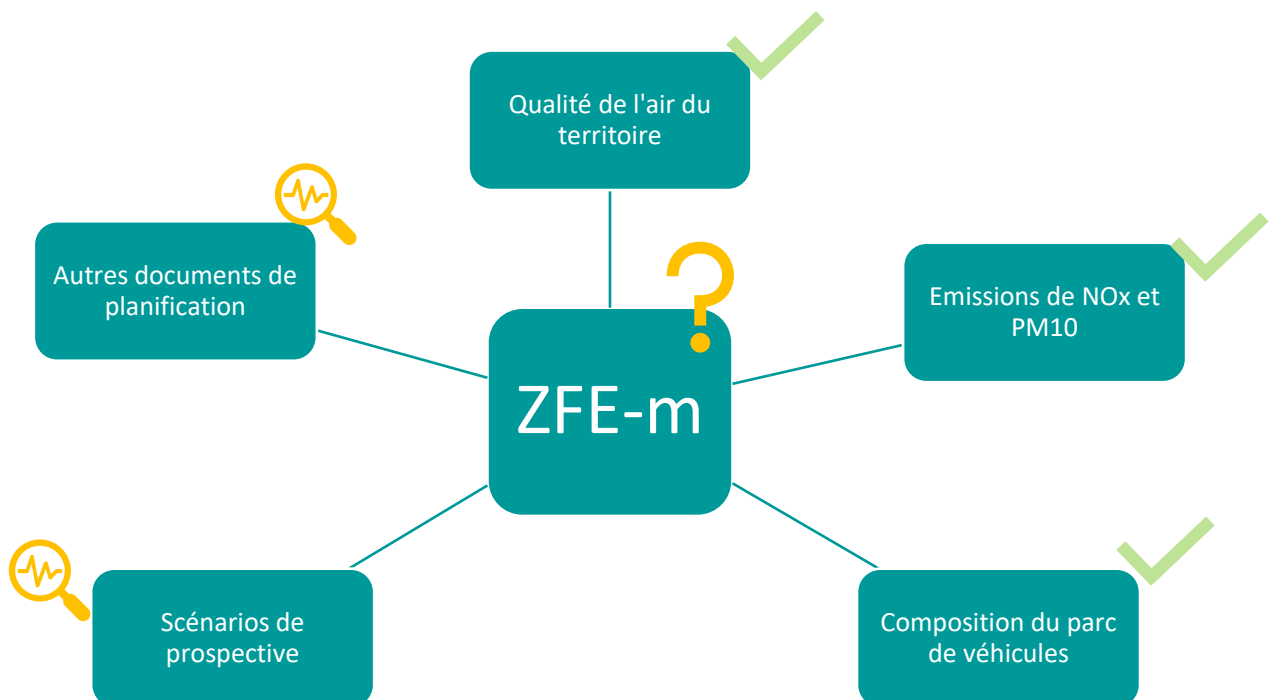 Qualité de l'air du
territoire
Autres documents de
planification
Emissions de NOx et
PM10
?
ZFE-m
Scénarios de
prospective
Composition du parc
de véhicules